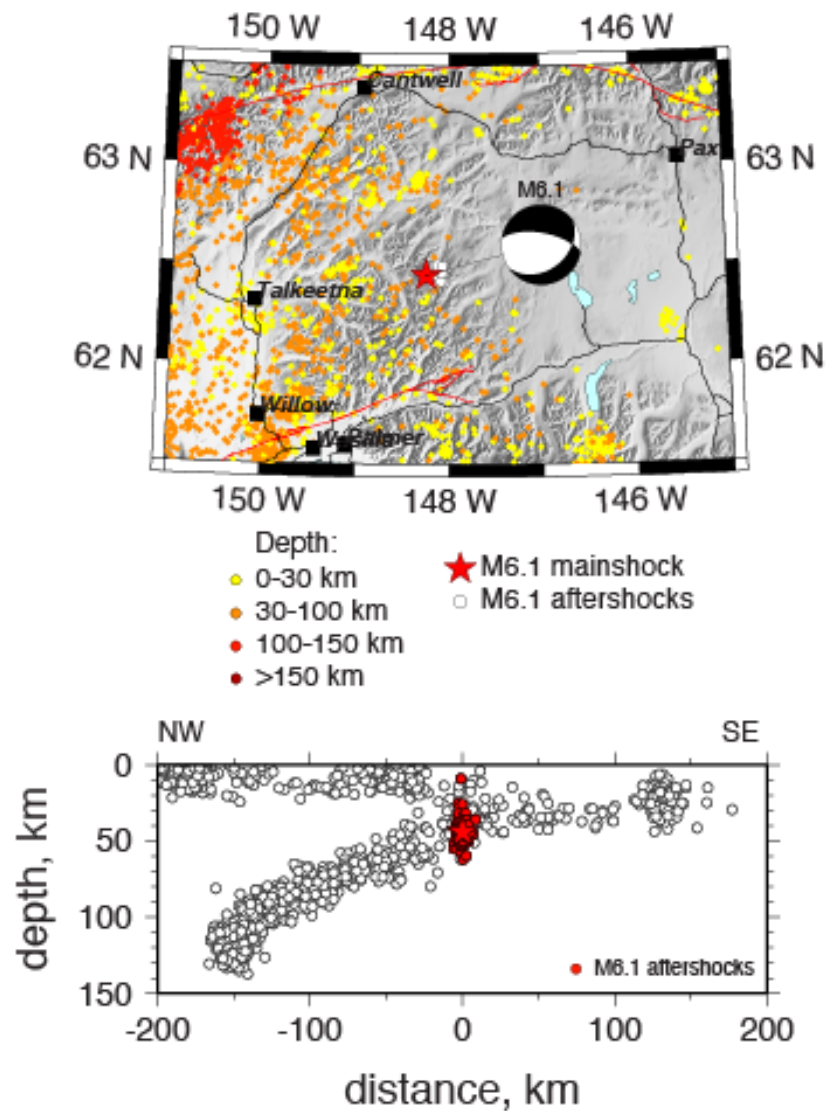 150 W 148 W 146 W
Cantwell
63 N 63 N
Pax
M6.1
Talkeetna
62 N 62 N
Willow
Palmer
150 W 148 W 146 W
Depth:
0-30 km
30-100 km
100-150 km
>150 km
M6.1 mainshock
M6.1 aftershocks
NW SE
0
50
100
150
depth, km
M6.1 aftershocks
-200 -100 0 100 200
distance, km